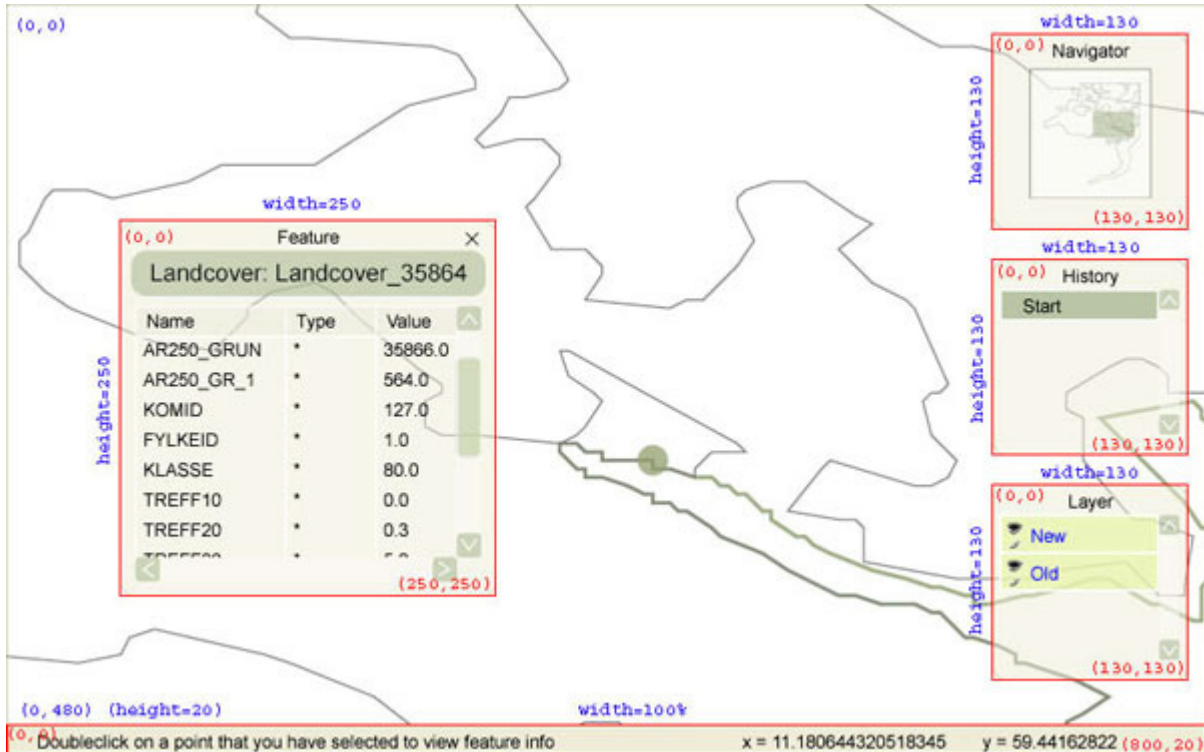 (0,0)
width=130
(0,0) Navigator
height=130
(130,130)
width=250
(0,0) Feature
Landcover: Landcover_35864
Name Type Value
AR250_GRUN * 35866.0
AR250_GR_1 * 564.0
KOMID * 127.0
FYLKEID * 1.0
KLASSE * 80.0
TREFF10 * 0.0
TREFF20 * 0.3
height=250
(250,250)
width=130
(0,0) History
Start
height=130
(130,130)
width=130
(0,0) Layer
New
Old
height=130
(130,130)
(0,480) (height=20) width=100%
(0,0) Doubleclick on a point that you have selected to view feature info x = 11.180644320518345 y = 59.44162822 (800,20)